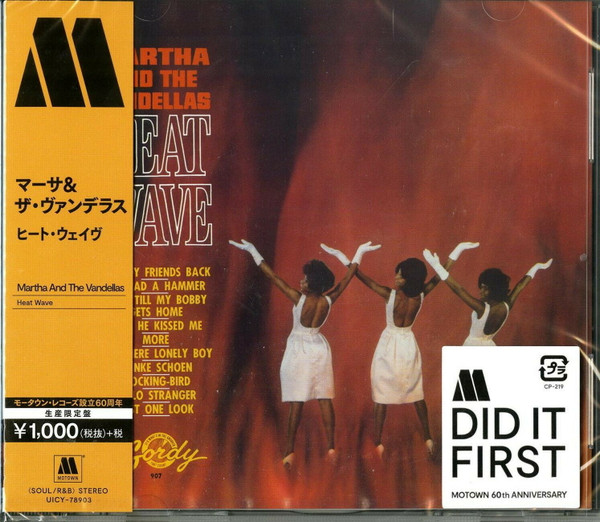 マーサ&
ザ・ヴァンデラス
ヒート・ウェイヴ
Martha And The Vandellas
Heat Wave
モータウン・レコーズ設立60周年
生産限定盤
¥1,000(税抜)+税
M
MOTOWN
(SOUL/R&B) STEREO
UICY-78903
ARTHA
ND THE
DELLAS
EAT
WAVE
Y FRIENDS BACK
AD A HAMMER
TILL MY BOBBY
ETS HOME
HE KISSED ME
MORE
ERE LONELY BOY
NKE SCHOEN
OCKING-BIRD
LO STRANGER
T ONE LOOK
Gordy
907
CP-219
M
DID IT
FIRST
MOTOWN 60th ANNIVERSARY